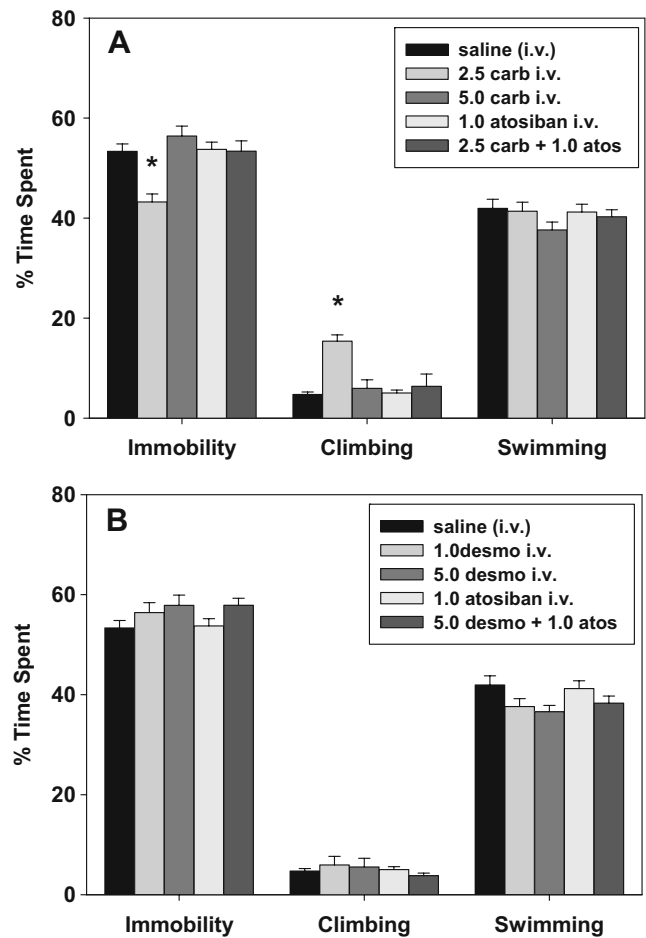 A
80
60
40
20
0
% Time Spent
saline (i.v.)
2.5 carb i.v.
5.0 carb i.v.
1.0 atosiban i.v.
2.5 carb + 1.0 atos
*
*
Immobility Climbing Swimming
B
80
60
40
20
0
% Time Spent
saline (i.v.)
1.0desmo i.v.
5.0 desmo i.v.
1.0 atosiban i.v.
5.0 desmo + 1.0 atos
Immobility Climbing Swimming